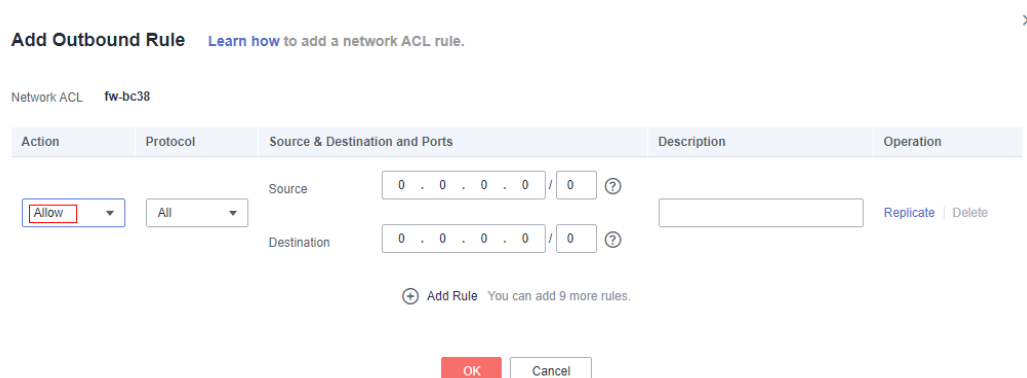 Add Outbound Rule Learn how to add a network ACL rule.
Network ACL fw-bc38
Action Protocol Source & Destination and Ports Description Operation
Source 0 . 0 . 0 . 0 / 0 ?
Allow All Replicate Delete
Destination 0 . 0 . 0 . 0 / 0 ?
Add Rule You can add 9 more rules.
OK Cancel